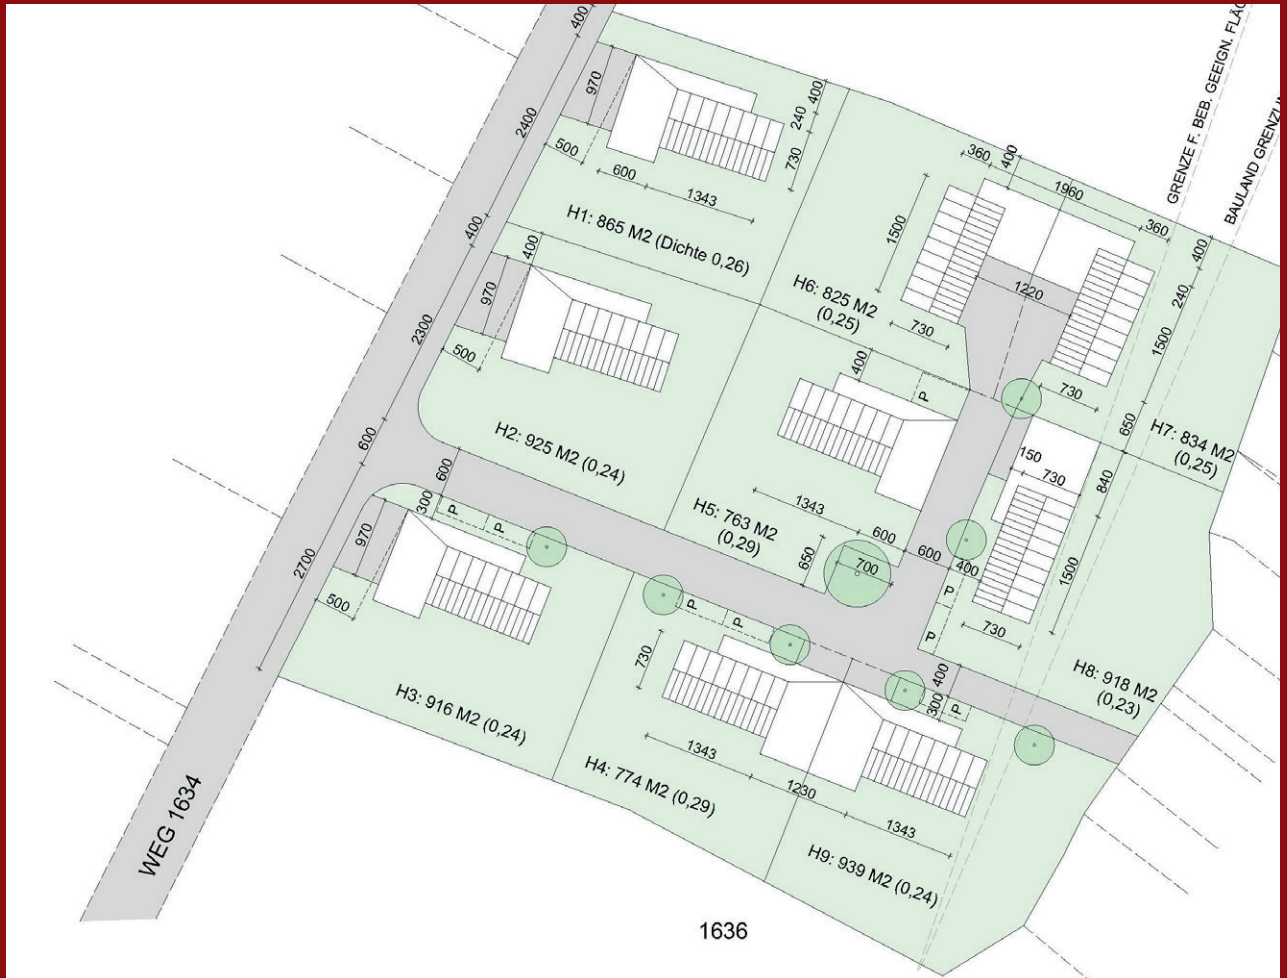 400
2400
970
500
600
1343
H1: 865 M2 (Dichte 0,26)
400
240
730
400
400
970
2300
500
600
H2: 925 M2 (0,24)
600
300
P
P
970
2700
500
H3: 916 M2 (0,24)
WEG 1634
360
400
1960
360
1500
1220
730
H6: 825 M2
(0,25)
400
P
1343
600
H5: 763 M2
(0,29)
650
700
600
400
GRENZE F. BEB. GEEIGN.
BAULAND
400
240
1500
650
730
H7: 834 M2
(0,25)
150
730
840
1500
P
P
730
H8: 918 M2
(0,23)
P
P
730
400
300
P
1343
1230
1343
H4: 774 M2 (0,29)
H9: 939 M2 (0,24)
1636